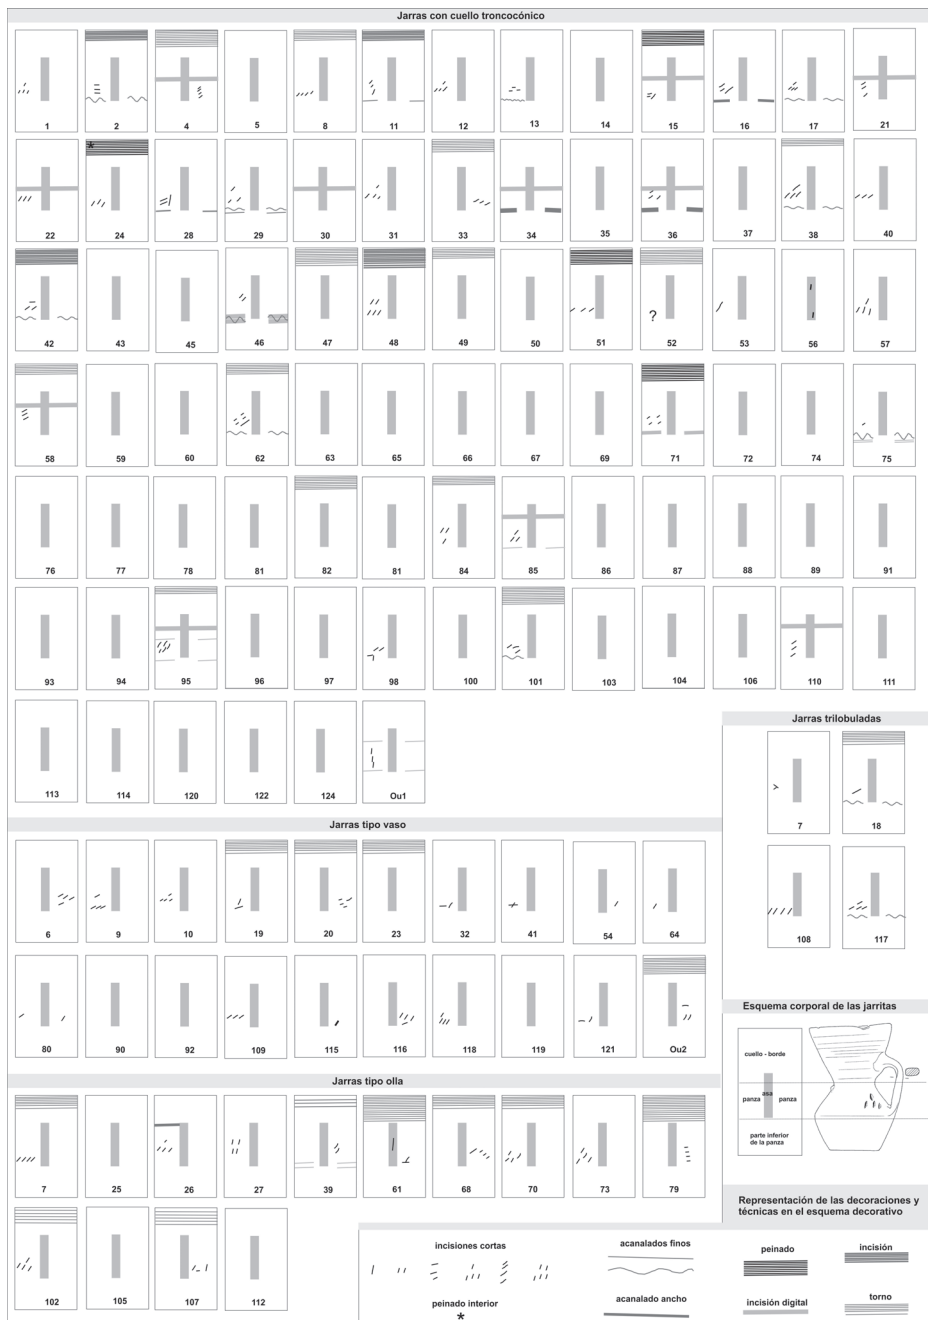 Jarras con cuello troncocónico
1 2 4 5 8 11 12 13 14 15 16 17 21
22 24 28 29 30 31 33 34 35 36 37 38 40
42 43 45 46 47 48 49 50 51 52 53 56 57
?
58 59 60 62 63 65 66 67 69 71 72 74 75
76 77 78 81 82 81 84 85 86 87 88 89 91
93 94 95 96 97 98 100 101 103 104 106 110 111
113 114 120 122 124 Ou1
Jarras trilobuladas
7 18
108 117
Jarras tipo vaso
6 9 10 19 20 23 32 41 54 64
80 90 92 109 115 116 118 119 121 Ou2
Esquema corporal de las jarritas
cuello - borde
asa
panza panza
parte inferior
de la panza
Jarras tipo olla
7 25 26 27 39 61 68 70 73 79
102 105 107 112
Representación de las decoraciones y
técnicas en el esquema decorativo
incisiones cortas
acanalados finos
peinado
incisión
peinado interior
*
acanalado ancho
incisión digital
torno